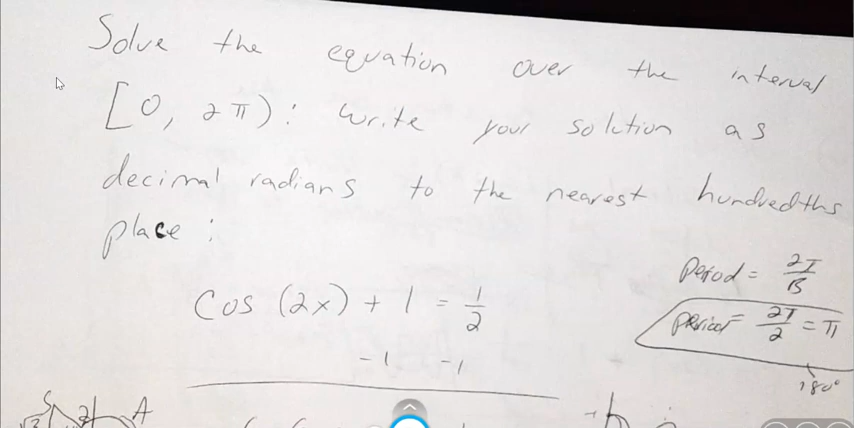 Solve the equation over the interval
[0, 2π): Write your solution as
decimal radians to the nearest hundredths
place:
Period = 2π/B
cos (2x) + 1 = 1/2
Period = 2π/2 = π
-1 -1
180°
S A